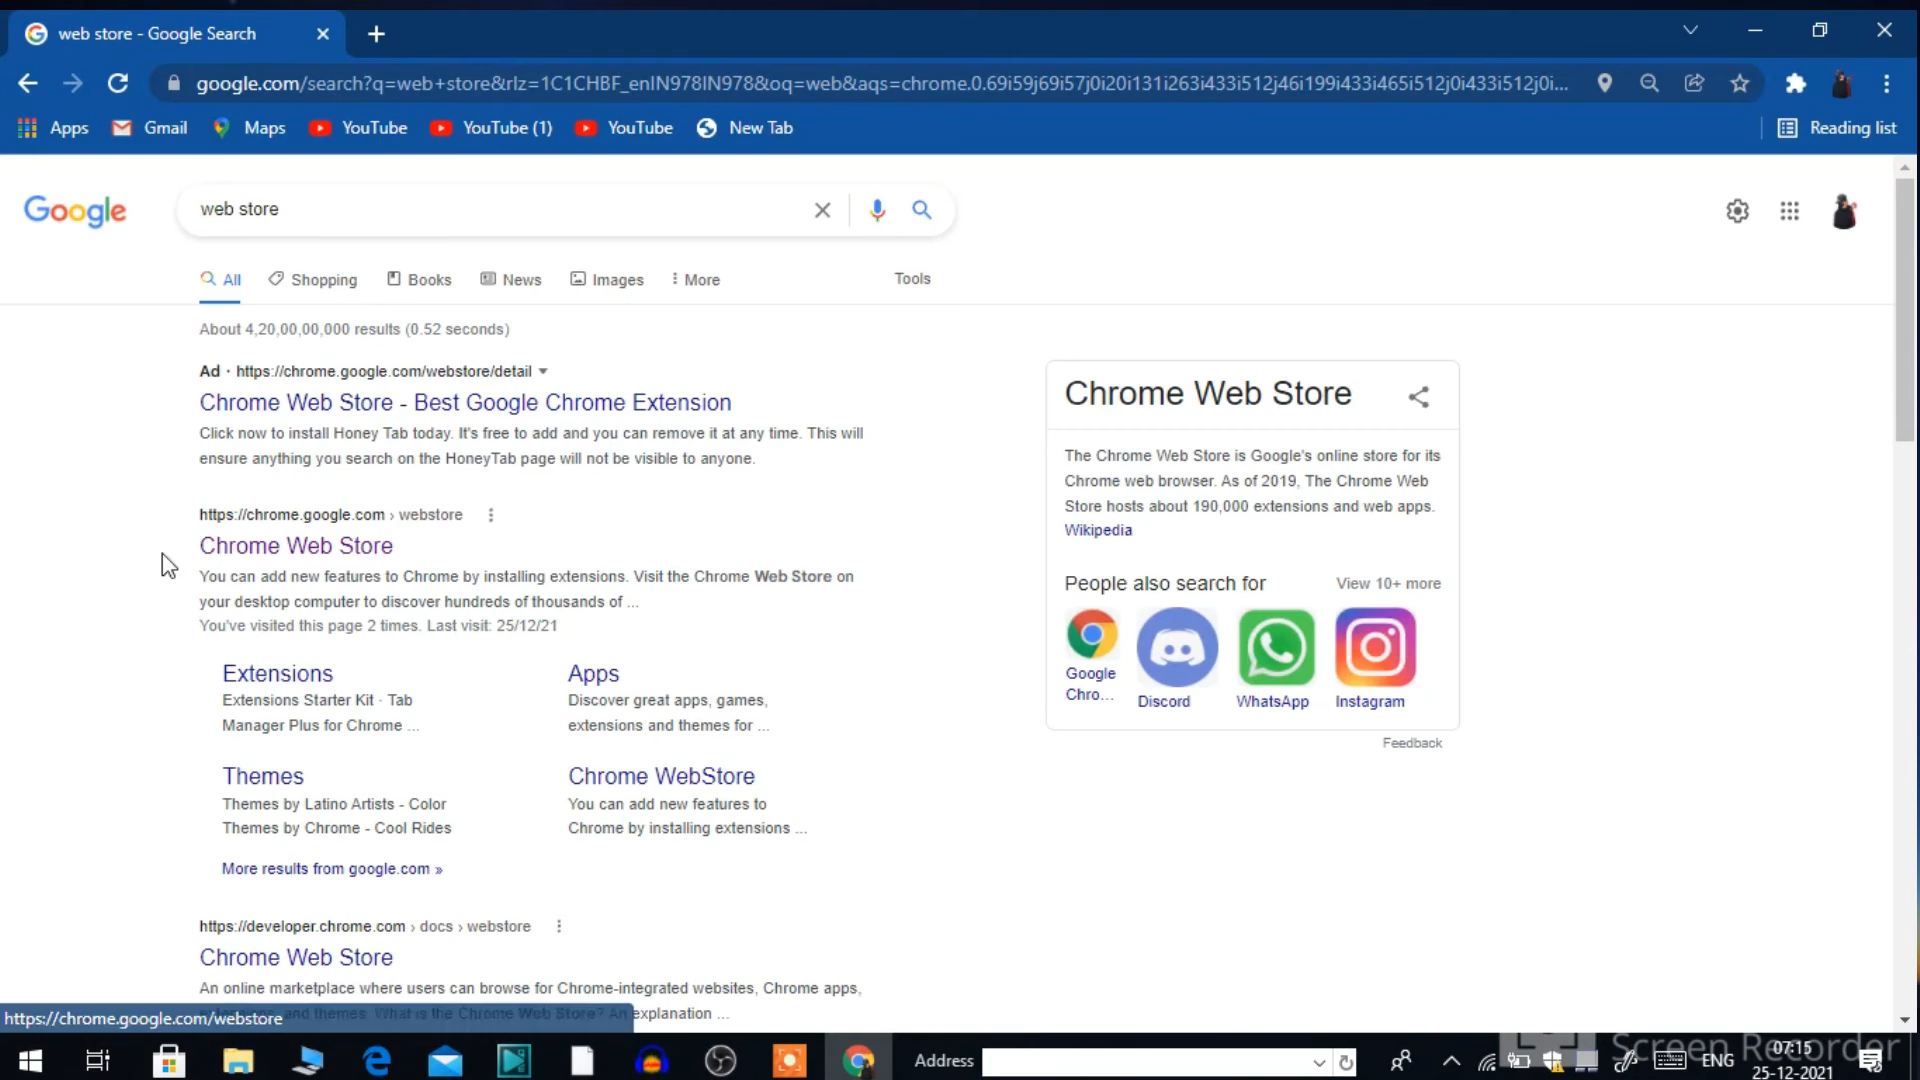 web store - Google Search
google.com/search?q=web+store&rlz=1C1CHBF_enIN978IN978&oq=web&aqs=chrome.0.69i59j69i57j0i20i131i263i433i512j46i199i433i465i512j0i433i512j0i...
Apps Gmail Maps YouTube YouTube (1) YouTube New Tab Reading list
Google
web store
All Shopping Books News Images More Tools
About 4,20,00,00,000 results (0.52 seconds)
Ad · https://chrome.google.com/webstore/detail
Chrome Web Store - Best Google Chrome Extension
Click now to install Honey Tab today. It's free to add and you can remove it at any time. This will
ensure anything you search on the HoneyTab page will not be visible to anyone.
https://chrome.google.com › webstore
Chrome Web Store
You can add new features to Chrome by installing extensions. Visit the Chrome Web Store on
your desktop computer to discover hundreds of thousands of ...
You've visited this page 2 times. Last visit: 25/12/21
Extensions
Extensions Starter Kit · Tab
Manager Plus for Chrome ...
Apps
Discover great apps, games,
extensions and themes for ...
Themes
Themes by Latino Artists - Color
Themes by Chrome - Cool Rides
Chrome WebStore
You can add new features to
Chrome by installing extensions ...
More results from google.com »
https://developer.chrome.com › docs › webstore
Chrome Web Store
An online marketplace where users can browse for Chrome-integrated websites, Chrome apps,
and themes. What is the Chrome Web Store? An explanation ...
Chrome Web Store
The Chrome Web Store is Google's online store for its
Chrome web browser. As of 2019, The Chrome Web
Store hosts about 190,000 extensions and web apps.
Wikipedia
People also search for View 10+ more
Google
Chro...
Discord
WhatsApp
Instagram
Feedback
https://chrome.google.com/webstore
Address
ENG
07:15
25-12-2021
Screen Recorder